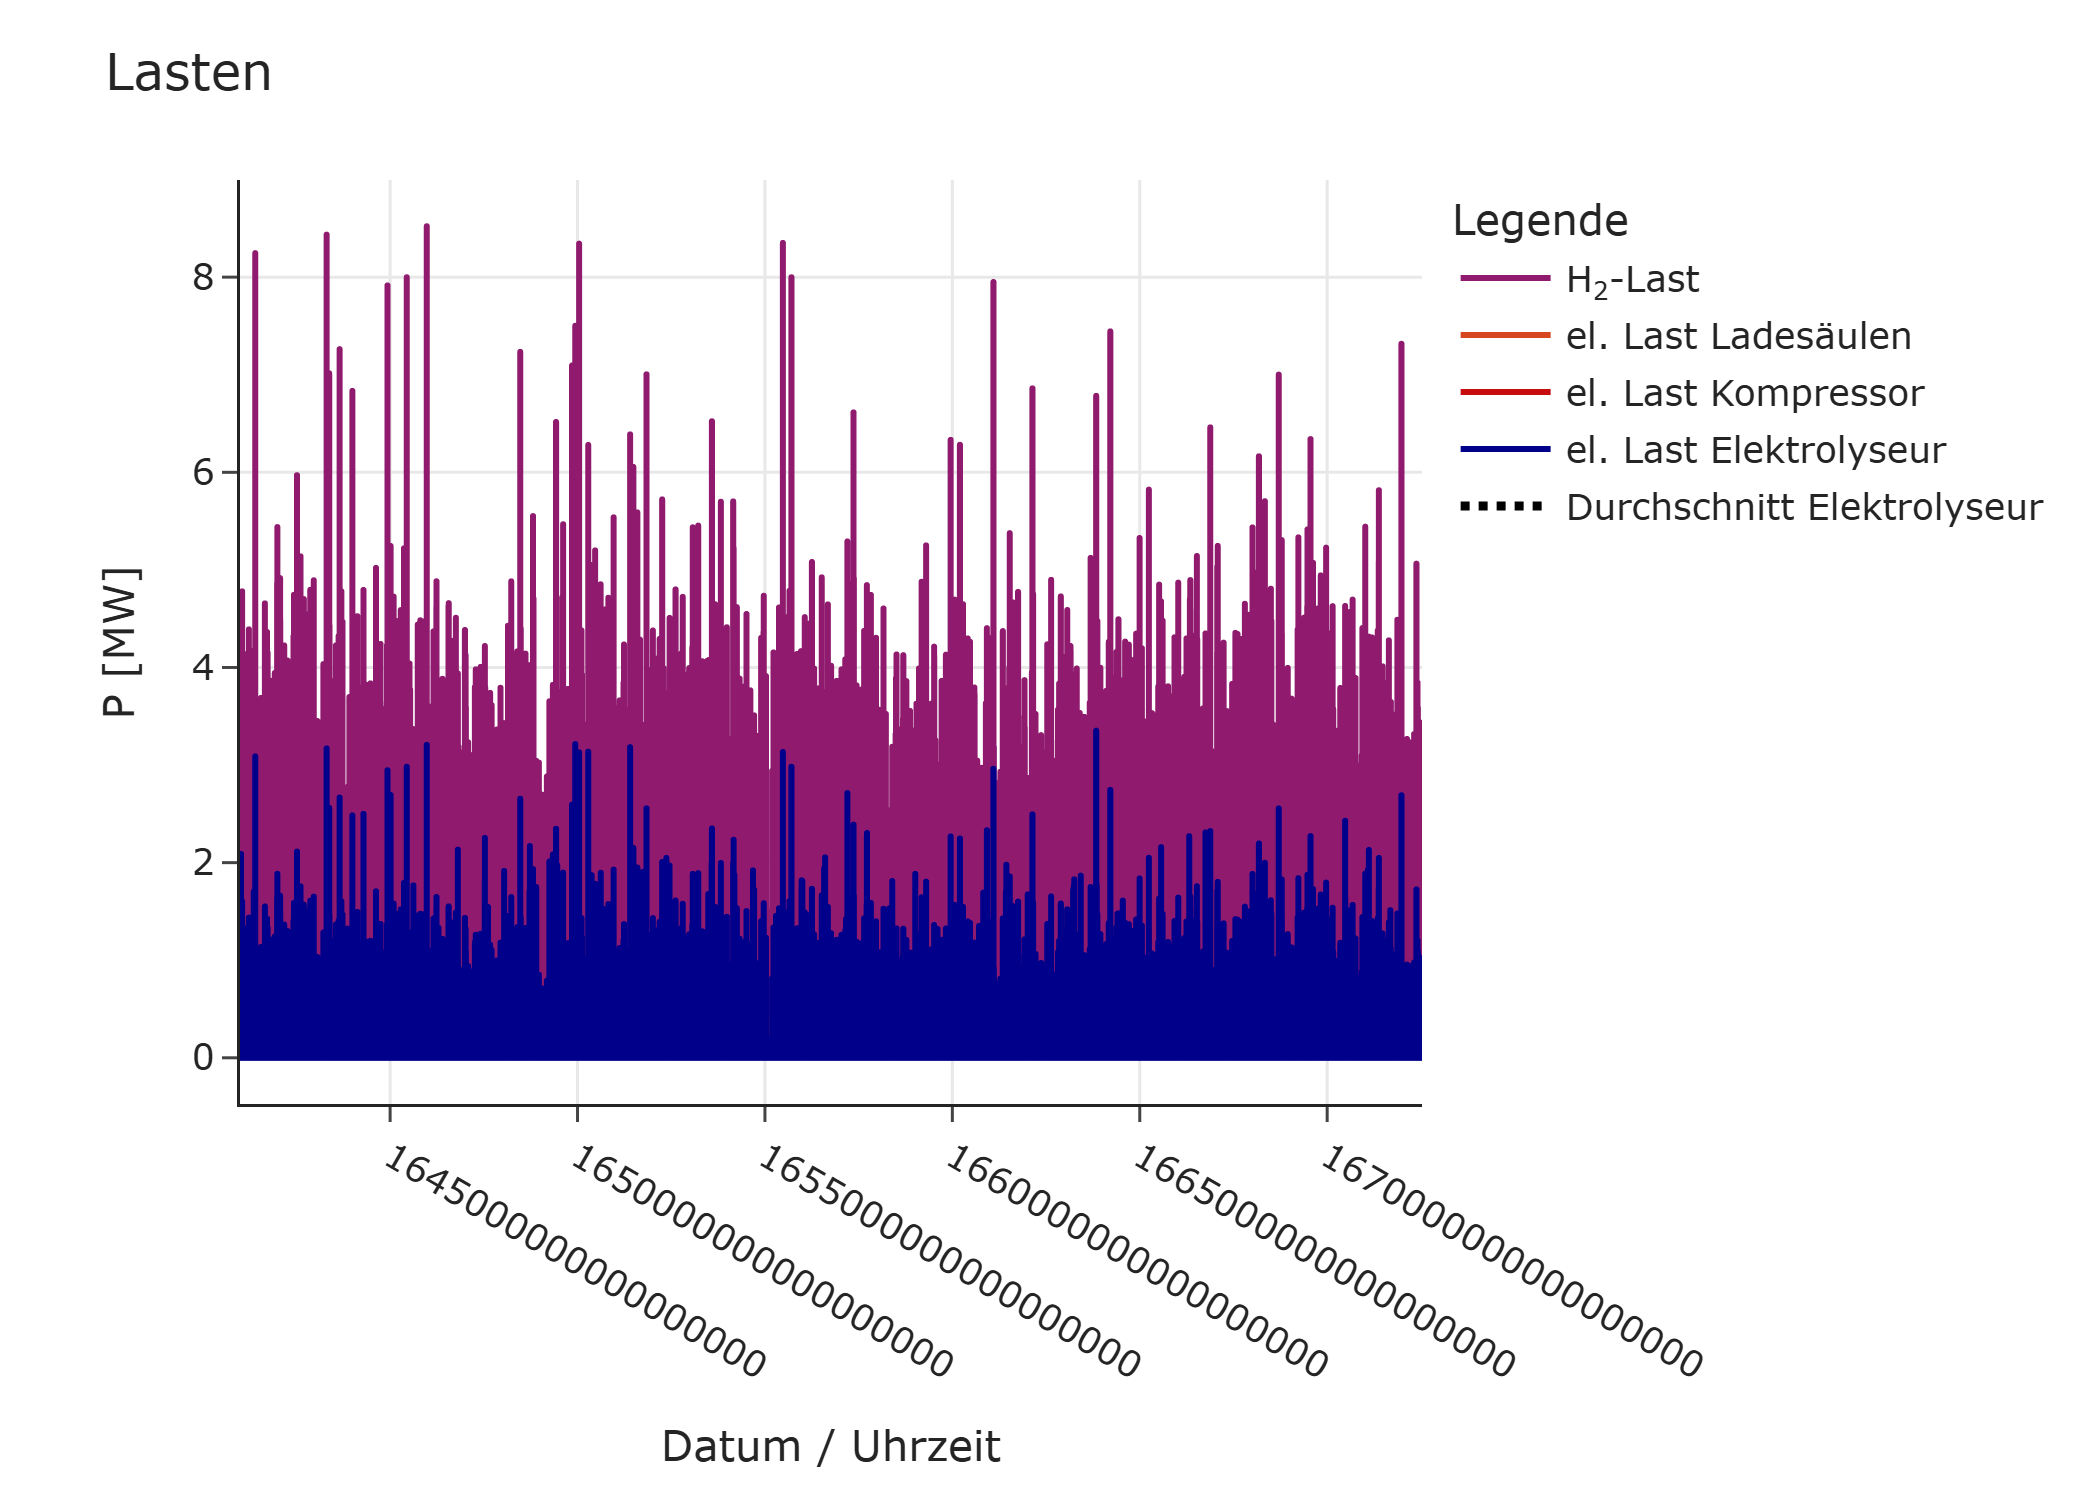 Lasten
P [MW]
8
6
4
2
0
1645000000000000000
1650000000000000000
1655000000000000000
1660000000000000000
1665000000000000000
1670000000000000000
Datum / Uhrzeit
Legende
H₂-Last
el. Last Ladesäulen
el. Last Kompressor
el. Last Elektrolyseur
Durchschnitt Elektrolyseur